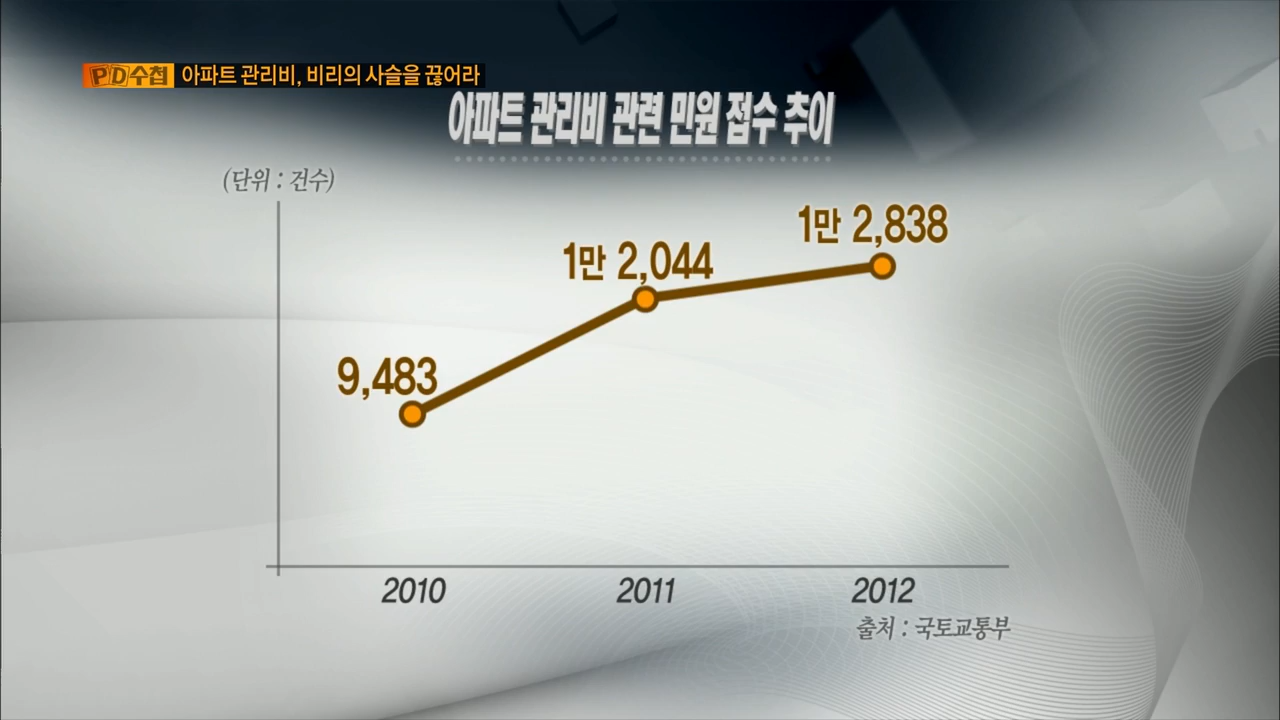 PD수첩 아파트 관리비, 비리의 사슬을 끊어라
아파트 관리비 관련 민원 접수 추이
(단위 : 건수)
1만 2,838
1만 2,044
9,483
2010 2011 2012
출처 : 국토교통부